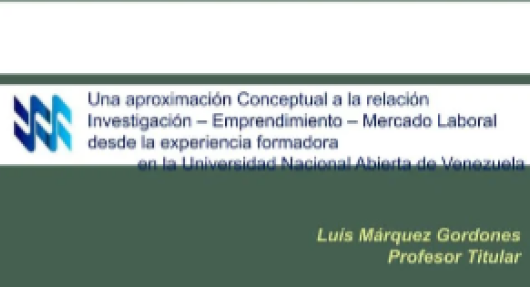 Una aproximación Conceptual a la relación
Investigación – Emprendimiento – Mercado Laboral
desde la experiencia formadora
en la Universidad Nacional Abierta de Venezuela
Luis Márquez Gordones
Profesor Titular